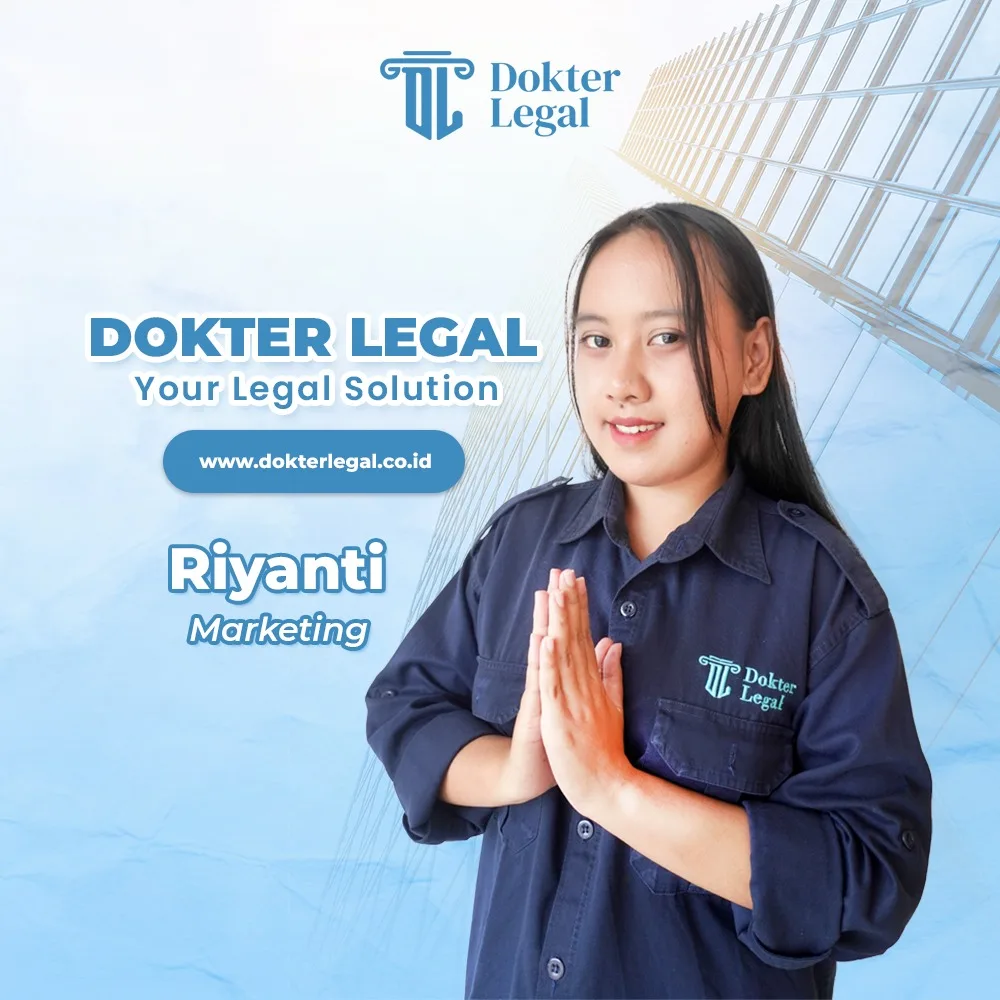 Dokter
Legal
DOKTER LEGAL
Your Legal Solution
www.dokterlegal.co.id
Riyanti
Marketing
Dokter
Legal